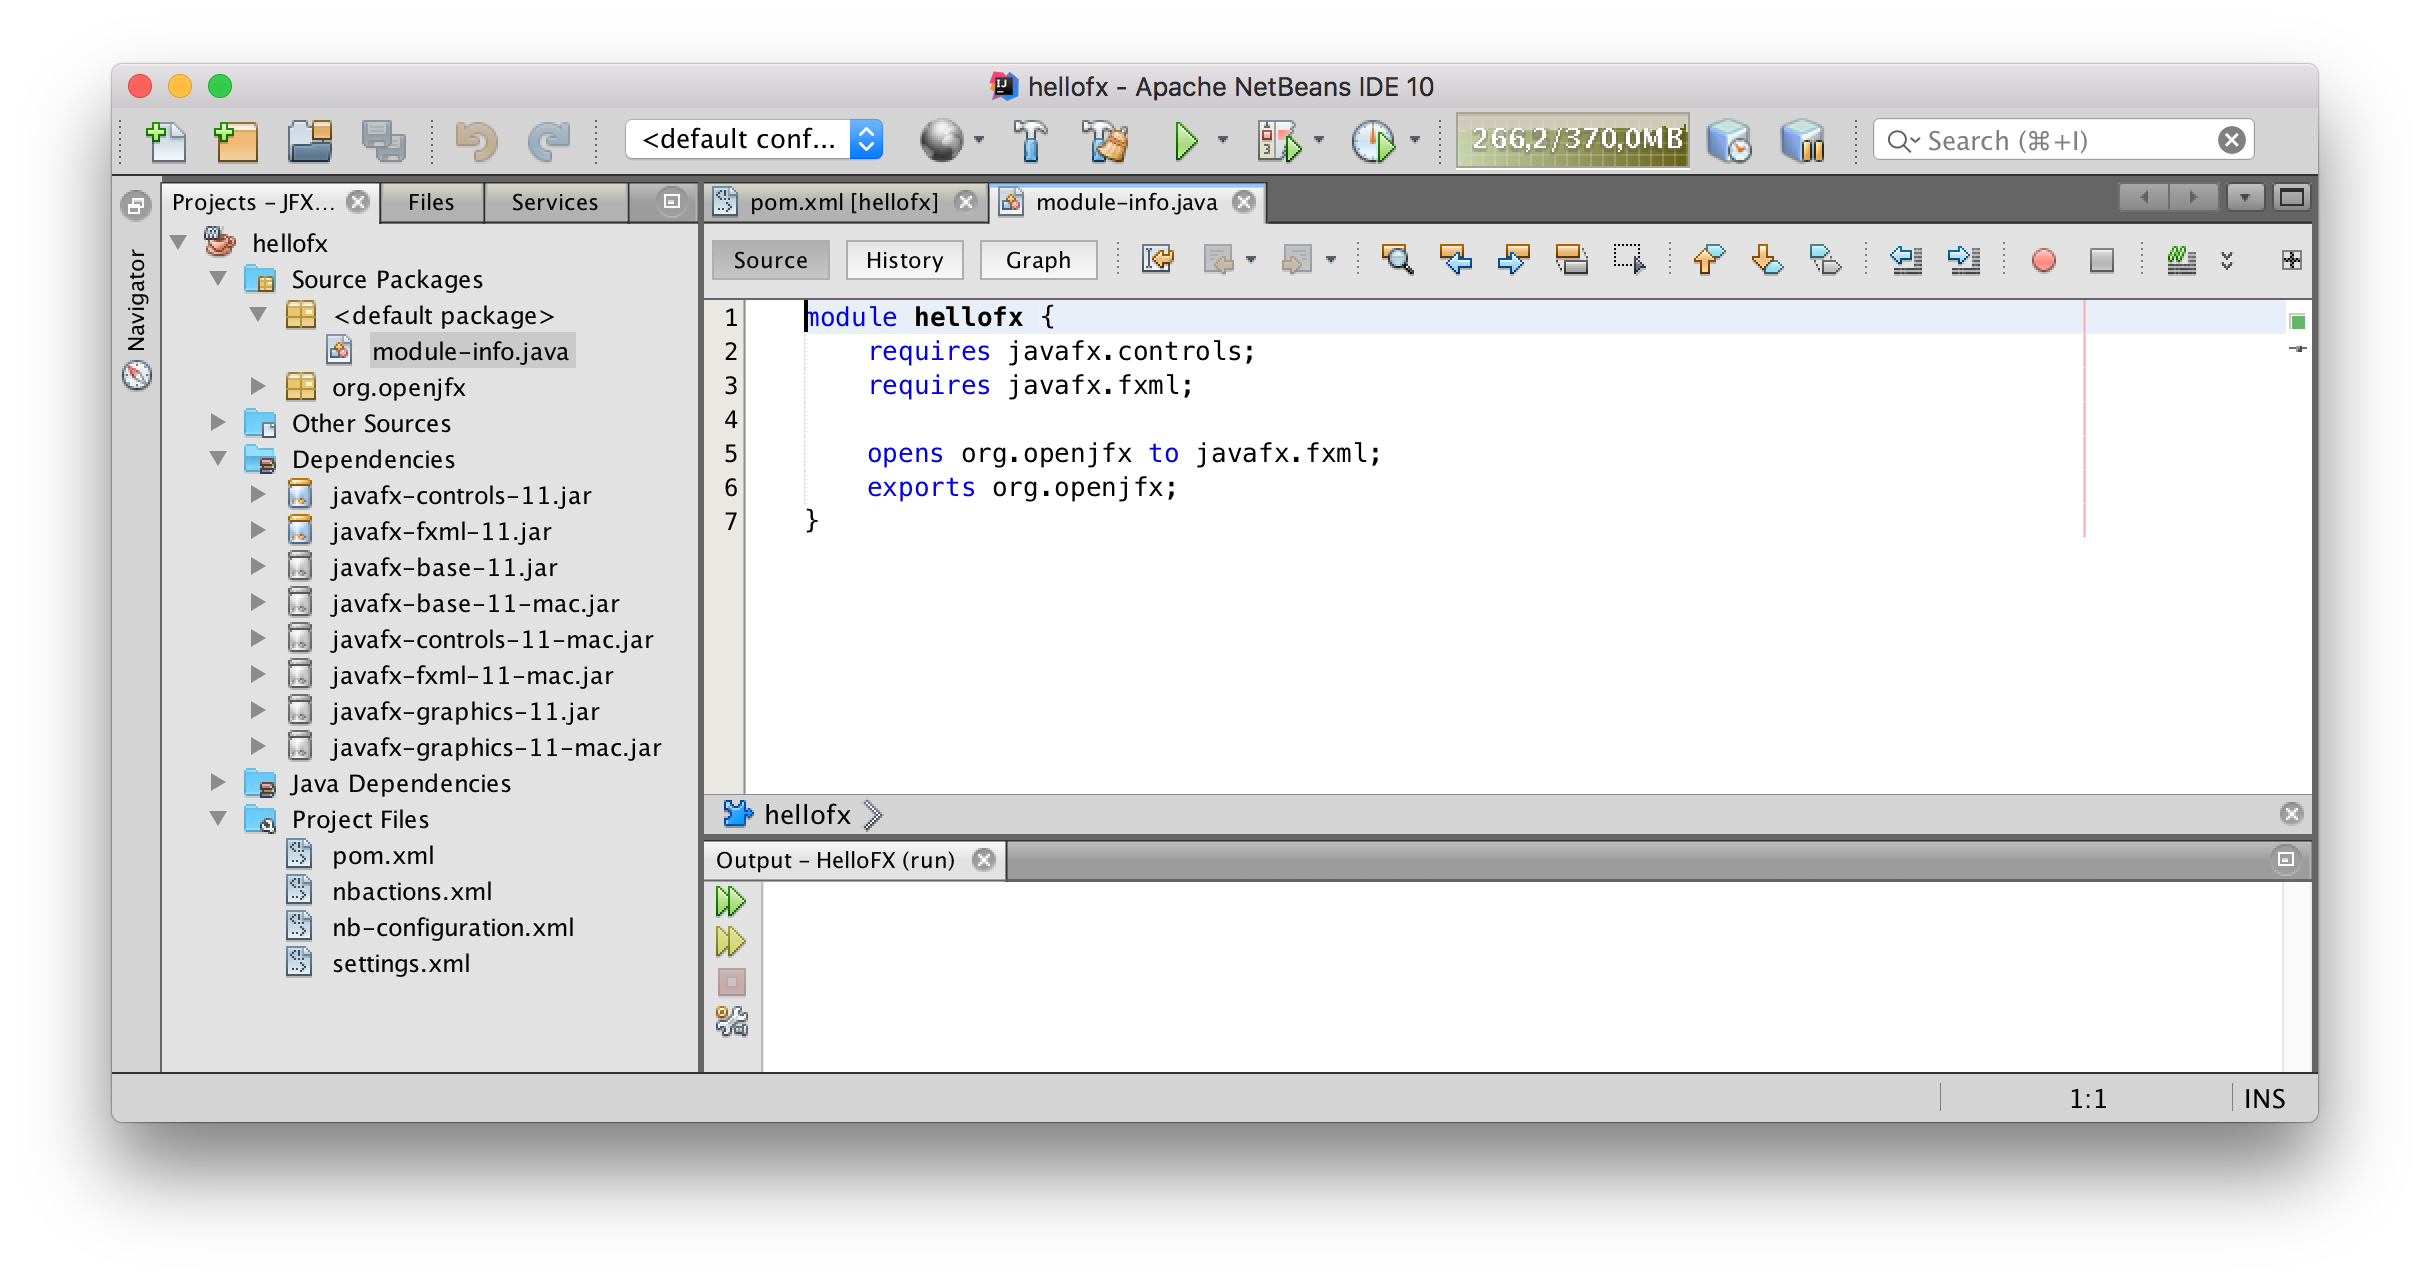 hellofx - Apache NetBeans IDE 10
<default conf...
266,2/370,0MB
Search (⌘+I)
Navigator
Projects – JFX...
Files
Services
hellofx
Source Packages
<default package>
module-info.java
org.openjfx
Other Sources
Dependencies
javafx-controls-11.jar
javafx-fxml-11.jar
javafx-base-11.jar
javafx-base-11-mac.jar
javafx-controls-11-mac.jar
javafx-fxml-11-mac.jar
javafx-graphics-11.jar
javafx-graphics-11-mac.jar
Java Dependencies
Project Files
pom.xml
nbactions.xml
nb-configuration.xml
settings.xml
pom.xml [hellofx]
module-info.java
Source
History
Graph
1 module hellofx {
2     requires javafx.controls;
3     requires javafx.fxml;
4
5     opens org.openjfx to javafx.fxml;
6     exports org.openjfx;
7 }
hellofx
Output – HelloFX (run)
1:1
INS